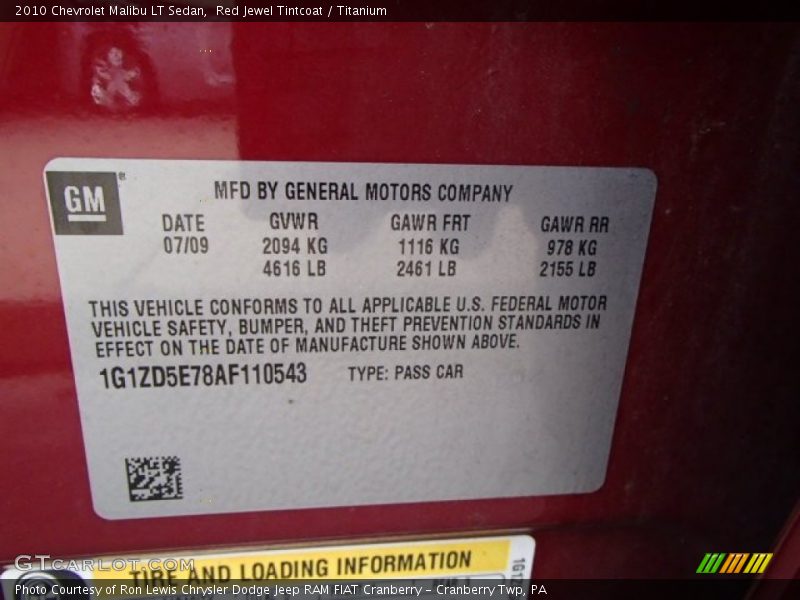 2010 Chevrolet Malibu LT Sedan,  Red Jewel Tintcoat / Titanium
GM®
MFD BY GENERAL MOTORS COMPANY
DATE GVWR GAWR FRT GAWR RR
07/09 2094 KG 1116 KG 978 KG
4616 LB 2461 LB 2155 LB
THIS VEHICLE CONFORMS TO ALL APPLICABLE U.S. FEDERAL MOTOR
VEHICLE SAFETY, BUMPER, AND THEFT PREVENTION STANDARDS IN
EFFECT ON THE DATE OF MANUFACTURE SHOWN ABOVE.
1G1ZD5E78AF110543 TYPE: PASS CAR
GTCARLOT.COM
TIRE AND LOADING INFORMATION
Photo Courtesy of Ron Lewis Chrysler Dodge Jeep RAM FIAT Cranberry – Cranberry Twp, PA